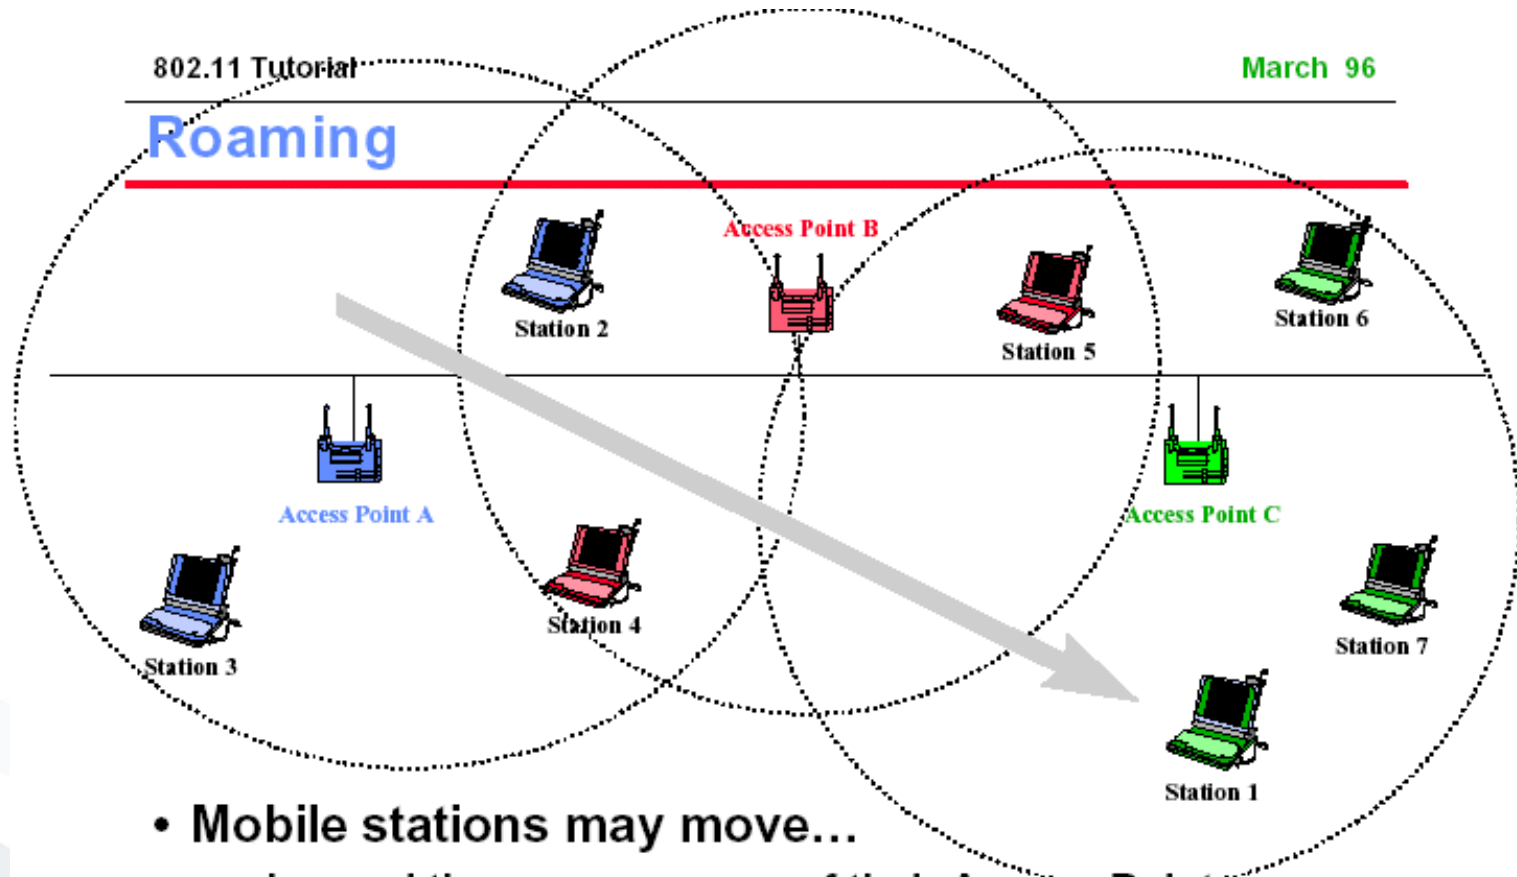 802.11 Tutorial
March 96
Roaming
Access Point B
Station 2
Station 5
Station 6
Access Point A
Access Point C
Station 4
Station 3
Station 7
Station 1
• Mobile stations may move...